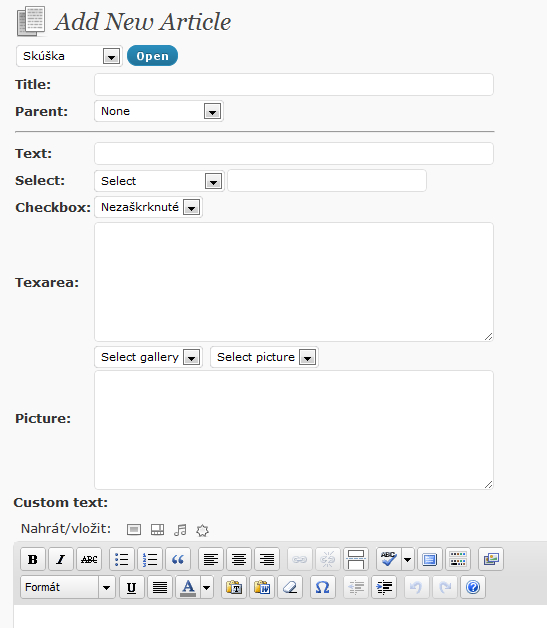 Add New Article
Skúška Open
Title:
Parent: None
Text:
Select: Select
Checkbox: Nezaškrknuté
Texarea:
Select gallery Select picture
Picture:
Custom text:
Nahrát/vložit:
B I ABC ABC
Formát U A T W Ω ?